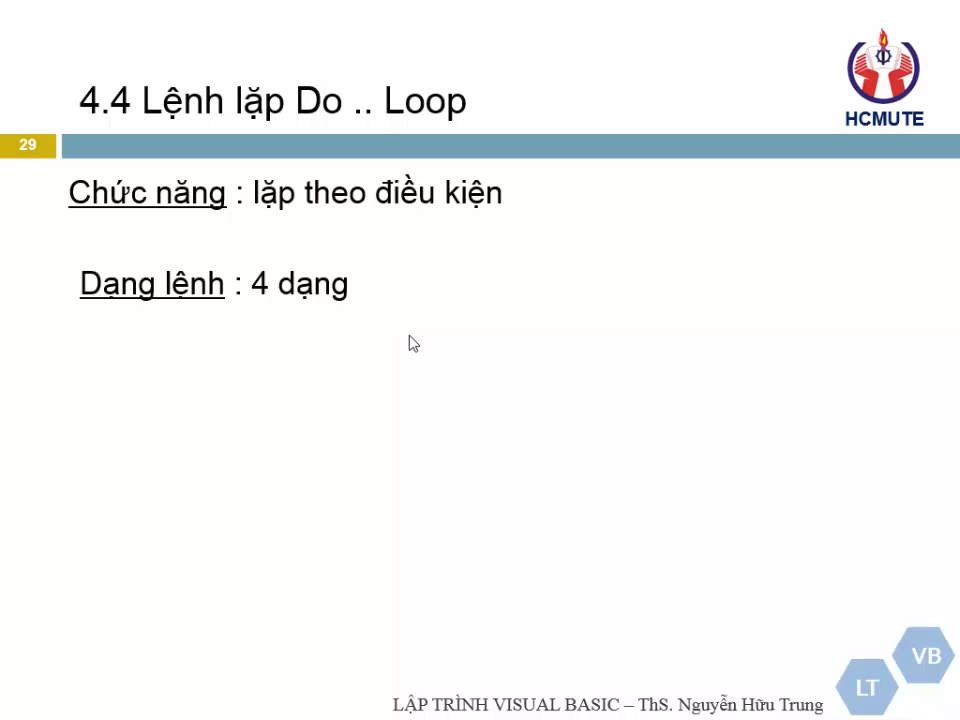 4.4 Lệnh lặp Do .. Loop
HCMUTE
29
Chức năng : lặp theo điều kiện
Dạng lệnh : 4 dạng
VB
LT
LẬP TRÌNH VISUAL BASIC – ThS. Nguyễn Hữu Trung